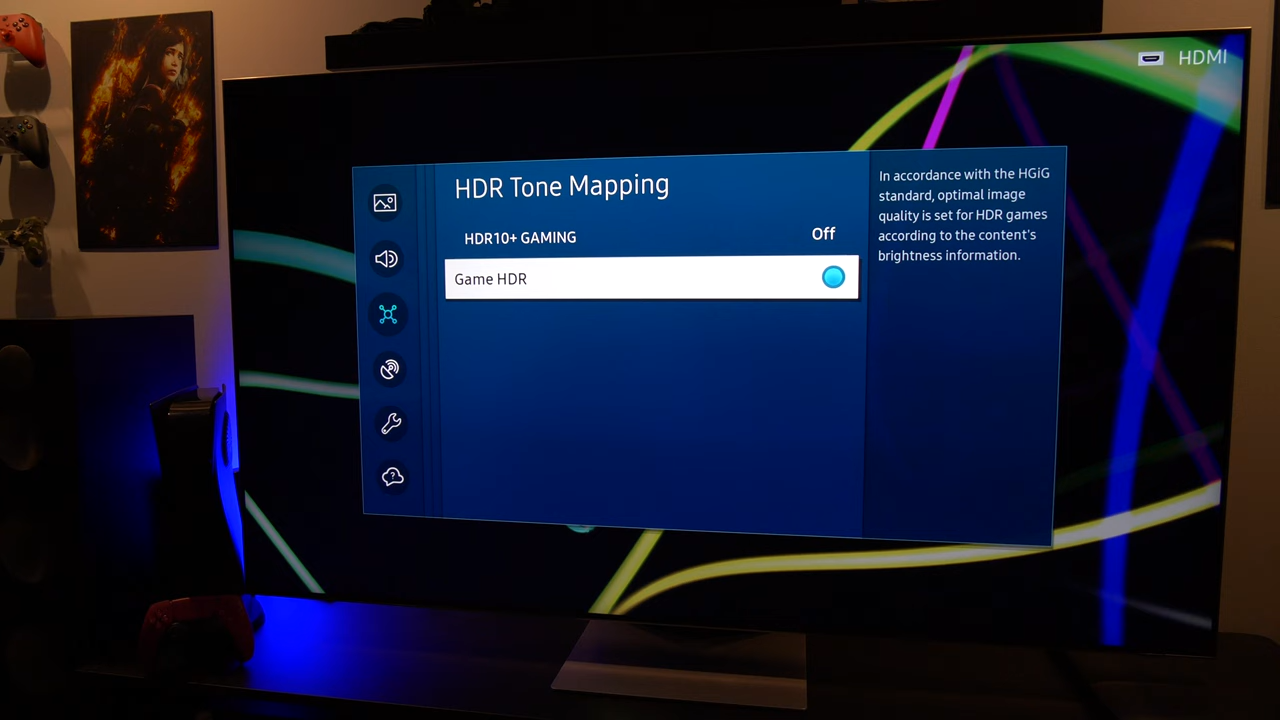 HDMI
HDR Tone Mapping
HDR10+ GAMING
Off
Game HDR
In accordance with the HGiG
standard, optimal image
quality is set for HDR games
according to the content's
brightness information.